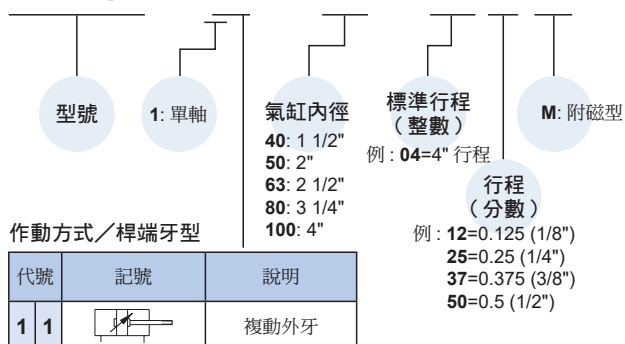 型號
1: 單軸
氣缸內徑
40: 1 1/2"
50: 2"
63: 2 1/2"
80: 3 1/4"
100: 4"
標準行程
（整數）
例 : 04=4" 行程
M: 附磁型
行程
（分數）
例 : 12=0.125 (1/8")
25=0.25 (1/4")
37=0.375 (3/8")
50=0.5 (1/2")
作動方式／桿端牙型
代號 記號 說明
1 1 複動外牙